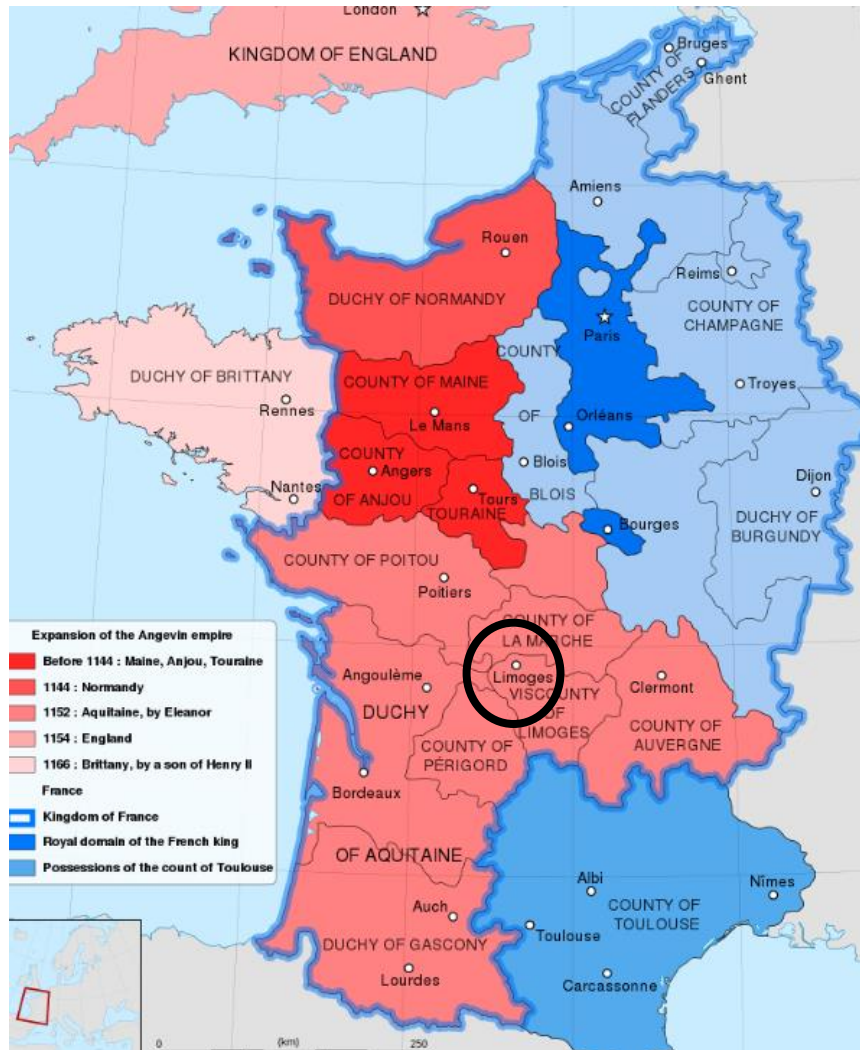 London
KINGDOM OF ENGLAND
Bruges
Ghent
COUNTY OF
FLANDERS
Amiens
Rouen
Reims
DUCHY OF NORMANDY
COUNTY OF
CHAMPAGNE
Paris
COUNTY
DUCHY OF BRITTANY
COUNTY OF MAINE
Troyes
Rennes
Le Mans
OF
Orléans
COUNTY
Angers
Blois
Dijon
Nantes
OF ANJOU
Tours
BLOIS
TOURAINE
Bourges
DUCHY OF
BURGUNDY
COUNTY OF POITOU
Poitiers
COUNTY OF
LA MARCHE
Limoges
Angoulême
Clermont
DUCHY
VISCOUNTY
OF
LIMOGES
COUNTY OF
AUVERGNE
COUNTY OF
PÉRIGORD
Bordeaux
OF AQUITAINE
Albi
Nîmes
COUNTY OF
TOULOUSE
Auch
Toulouse
DUCHY OF GASCONY
Lourdes
Carcassonne
Expansion of the Angevin empire
Before 1144 : Maine, Anjou, Touraine
1144 : Normandy
1152 : Aquitaine, by Eleanor
1154 : England
1166 : Brittany, by a son of Henry II
France
Kingdom of France
Royal domain of the French king
Possessions of the count of Toulouse
0 (km) 250